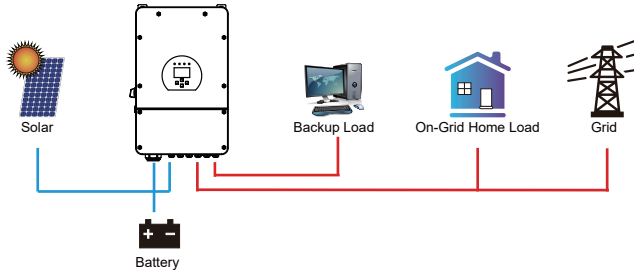 Solar
Backup Load
On-Grid Home Load
Grid
Battery